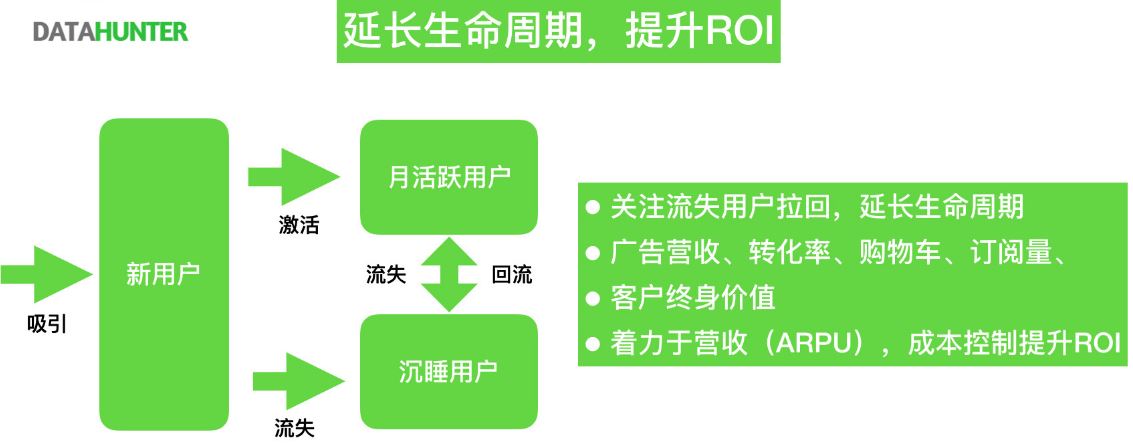 DATAHUNTER
延长生命周期，提升ROI
吸引
新用户
激活
月活跃用户
流失
回流
沉睡用户
流失
● 关注流失用户拉回，延长生命周期
● 广告营收、转化率、购物车、订阅量、
● 客户终身价值
● 着力于营收（ARPU），成本控制提升ROI